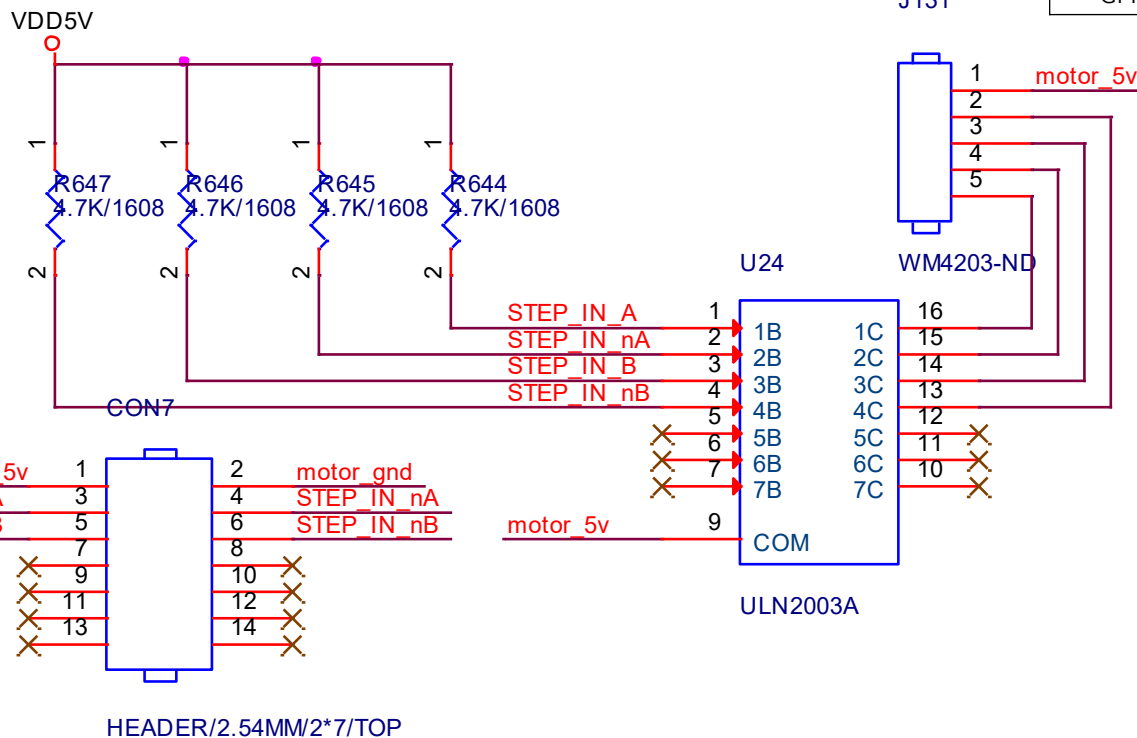 VDD5V
1
1
1
1
R647
4.7K/1608
R646
4.7K/1608
R645
4.7K/1608
R644
4.7K/1608
2
2
2
2
J131
1
motor_5v
2
3
4
5
WM4203-ND
U24
STEP_IN_A
1
1B
1C
16
STEP_IN_nA
2
2B
2C
15
STEP_IN_B
3
3B
3C
14
STEP_IN_nB
4
4B
4C
13
5
5B
5C
12
6
6B
6C
11
7
7B
7C
10
motor_5v
9
COM
ULN2003A
CON7
5v
1
2
motor_gnd
3
4
STEP_IN_nA
5
6
STEP_IN_nB
7
8
9
10
11
12
13
14
HEADER/2.54MM/2*7/TOP